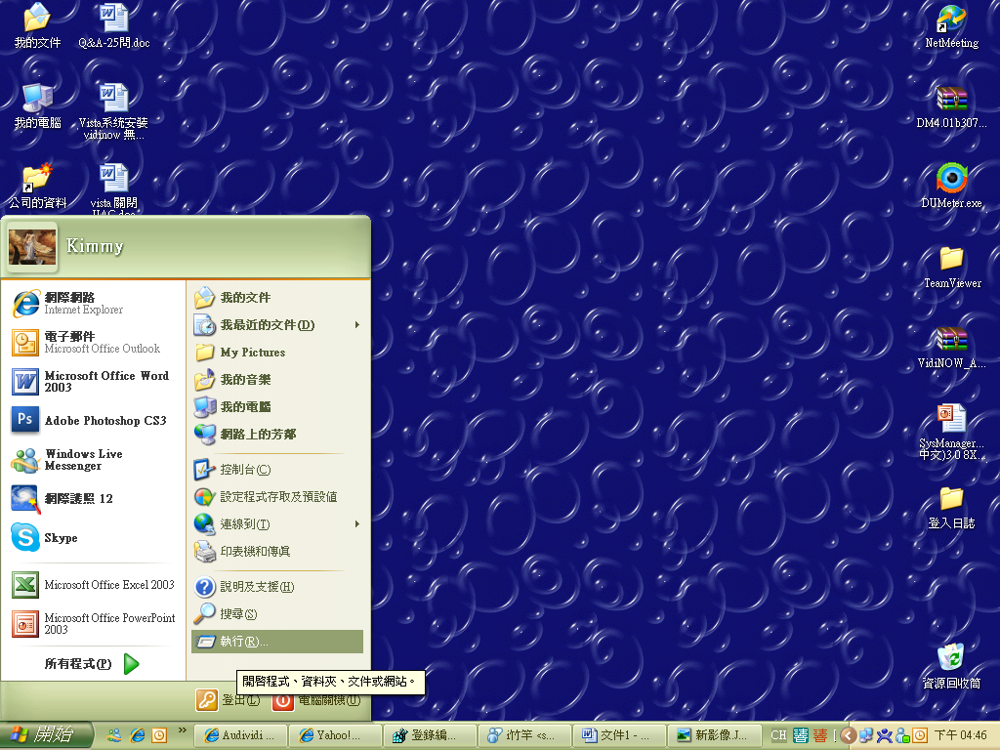 我的文件
Q&A-25問.doc
NetMeeting
我的電腦
Vista系统安裝
vidinow 無...
DM4.01b307...
公司的資料
vista 關閉
UAC.doc
DUMeter.exe
TeamViewer
VidiNOW_A...
SysManager...
中文)3.0 8X...
登入日誌
資源回收筒
Kimmy
網際網路
Internet Explorer
電子郵件
Microsoft Office Outlook
Microsoft Office Word
2003
Ps
Adobe Photoshop CS3
Windows Live
Messenger
網際護照 12
Skype
Microsoft Office Excel 2003
Microsoft Office PowerPoint
2003
所有程式(P)
我的文件
我最近的文件(D)
My Pictures
我的音樂
我的電腦
網路上的芳鄰
控制台(C)
設定程式存取及預設值
連線到(T)
印表機和傳真
說明及支援(H)
搜尋(S)
執行(R)...
開啓程式、資料夾、文件或網站。
登出(L)
電腦關機(U)
開始
»
Audividi ...
Yahoo!...
登錄編...
i竹竿 <s...
文件1 - ...
新影像.J...
CH
下午 04:46